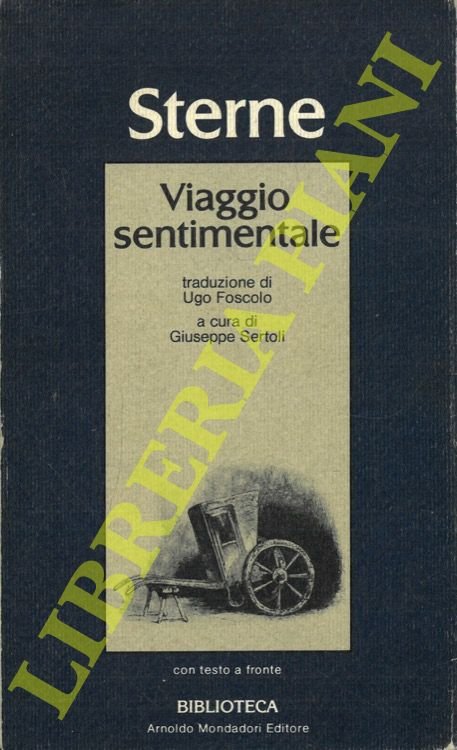 Sterne
Viaggio
sentimentale
traduzione di
Ugo Foscolo
a cura di
Giuseppe Sertoli
LIBRERIA PIANI
con testo a fronte
BIBLIOTECA
Arnoldo Mondadori Editore